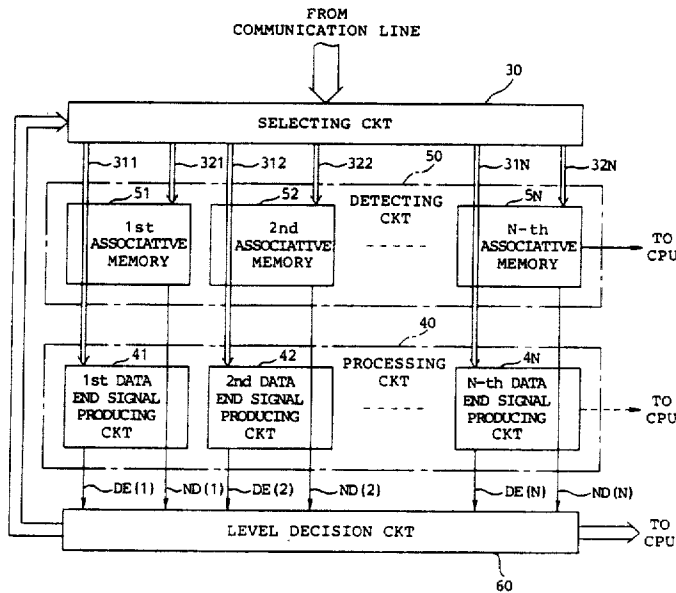 FROM
COMMUNICATION LINE
30
SELECTING CKT
311
321
312
322
31N
32N
50
51
52
DETECTING
CKT
5N
1st
ASSOCIATIVE
MEMORY
2nd
ASSOCIATIVE
MEMORY
N-th
ASSOCIATIVE
MEMORY
TO
CPU
40
41
42
PROCESSING
CKT
4N
1st DATA
END SIGNAL
PRODUCING
CKT
2nd DATA
END SIGNAL
PRODUCING
CKT
N-th DATA
END SIGNAL
PRODUCING
CKT
TO
CPU
DE(1)
ND(1)
DE(2)
ND(2)
DE(N)
ND(N)
LEVEL DECISION CKT
TO
CPU
60